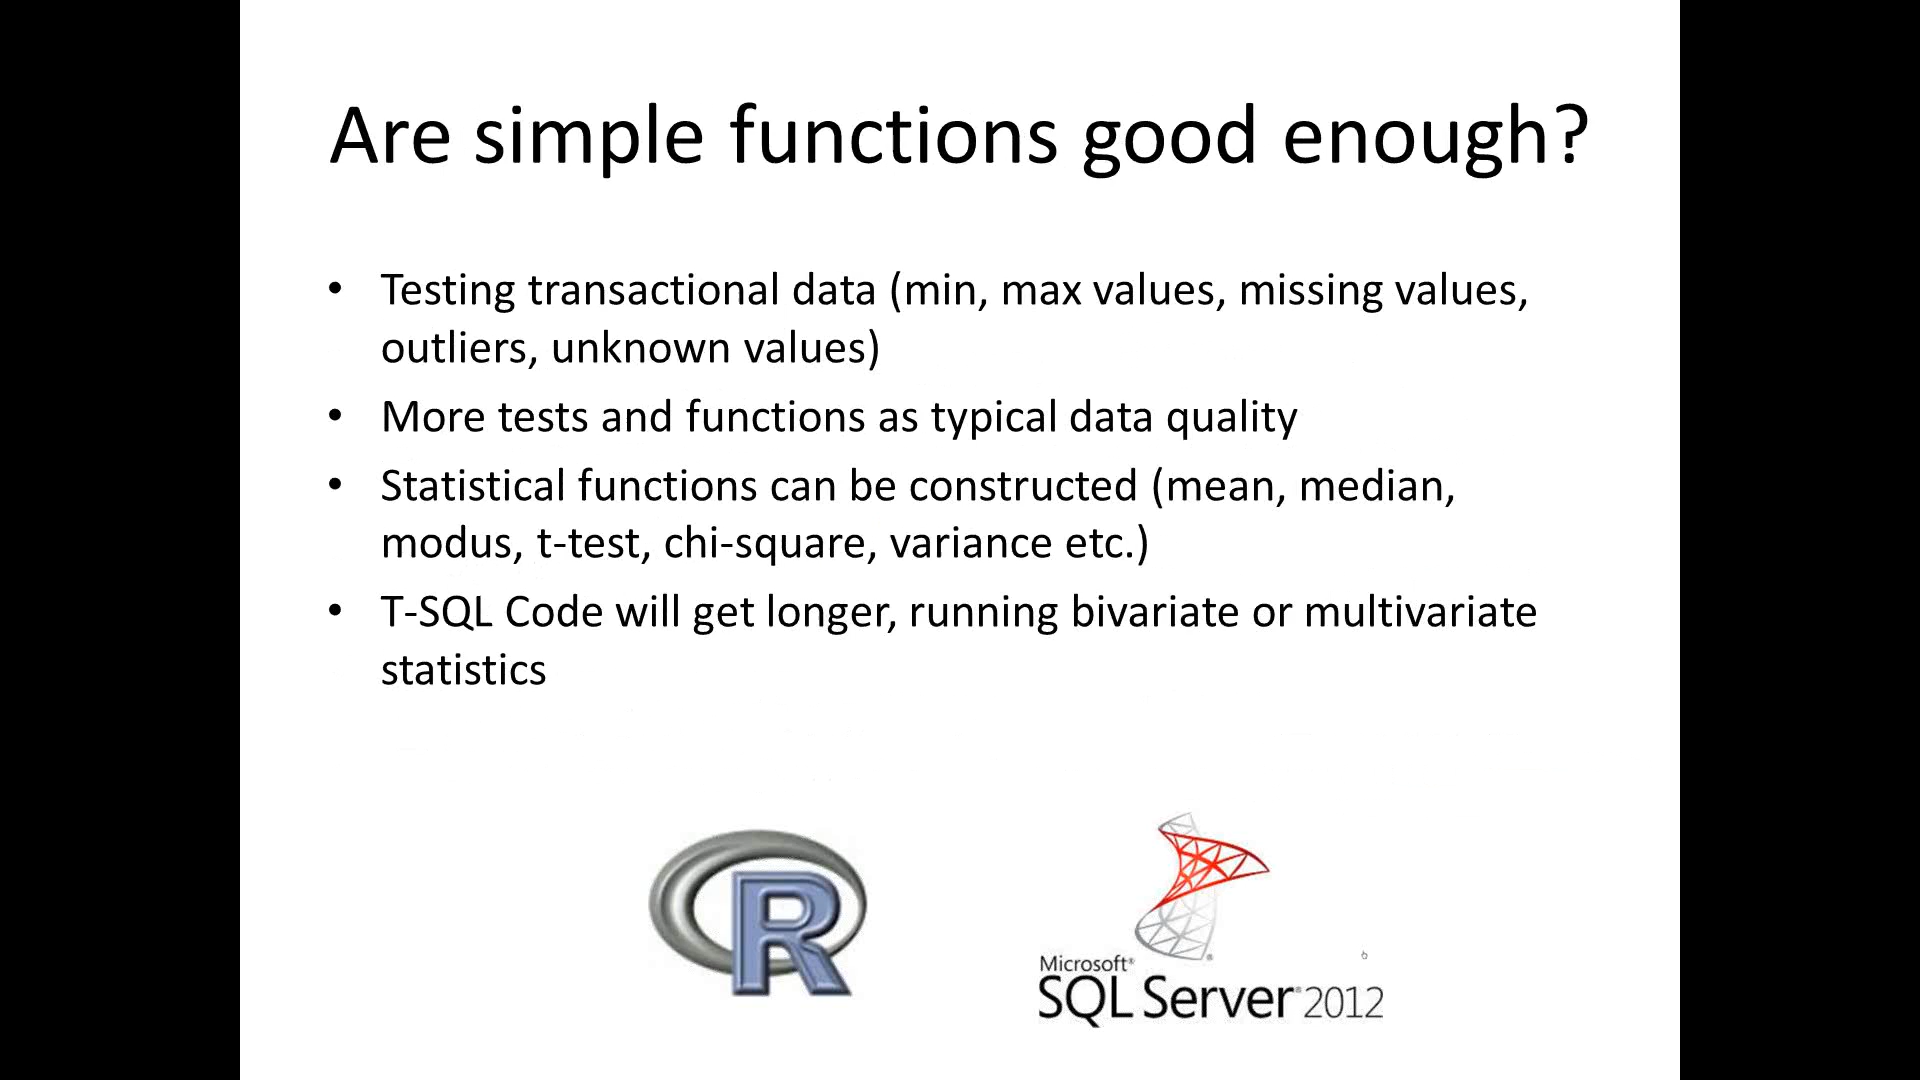 Are simple functions good enough?
• Testing transactional data (min, max values, missing values,
outliers, unknown values)
• More tests and functions as typical data quality
• Statistical functions can be constructed (mean, median,
modus, t-test, chi-square, variance etc.)
• T-SQL Code will get longer, running bivariate or multivariate
statistics
R
Microsoft®
SQL Server® 2012